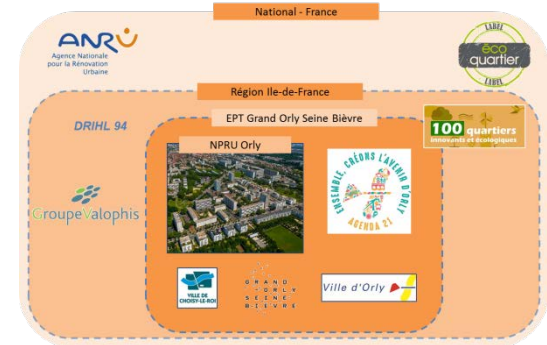 National - France
ANRU
Agence Nationale
pour la Rénovation
Urbaine
LABEL
éco
quartier
LABEL
Région Ile-de-France
EPT Grand Orly Seine Bièvre
100 quartiers
innovants et écologiques
DRIHL 94
NPRU Orly
ENSEMBLE, CRÉONS L'AVENIR D'ORLY
AGENDA 21
GroupeValophis
VILLE DE
CHOISY-LE-ROI
GRAND
ORLY
SEINE
BIÈVRE
Ville d'Orly